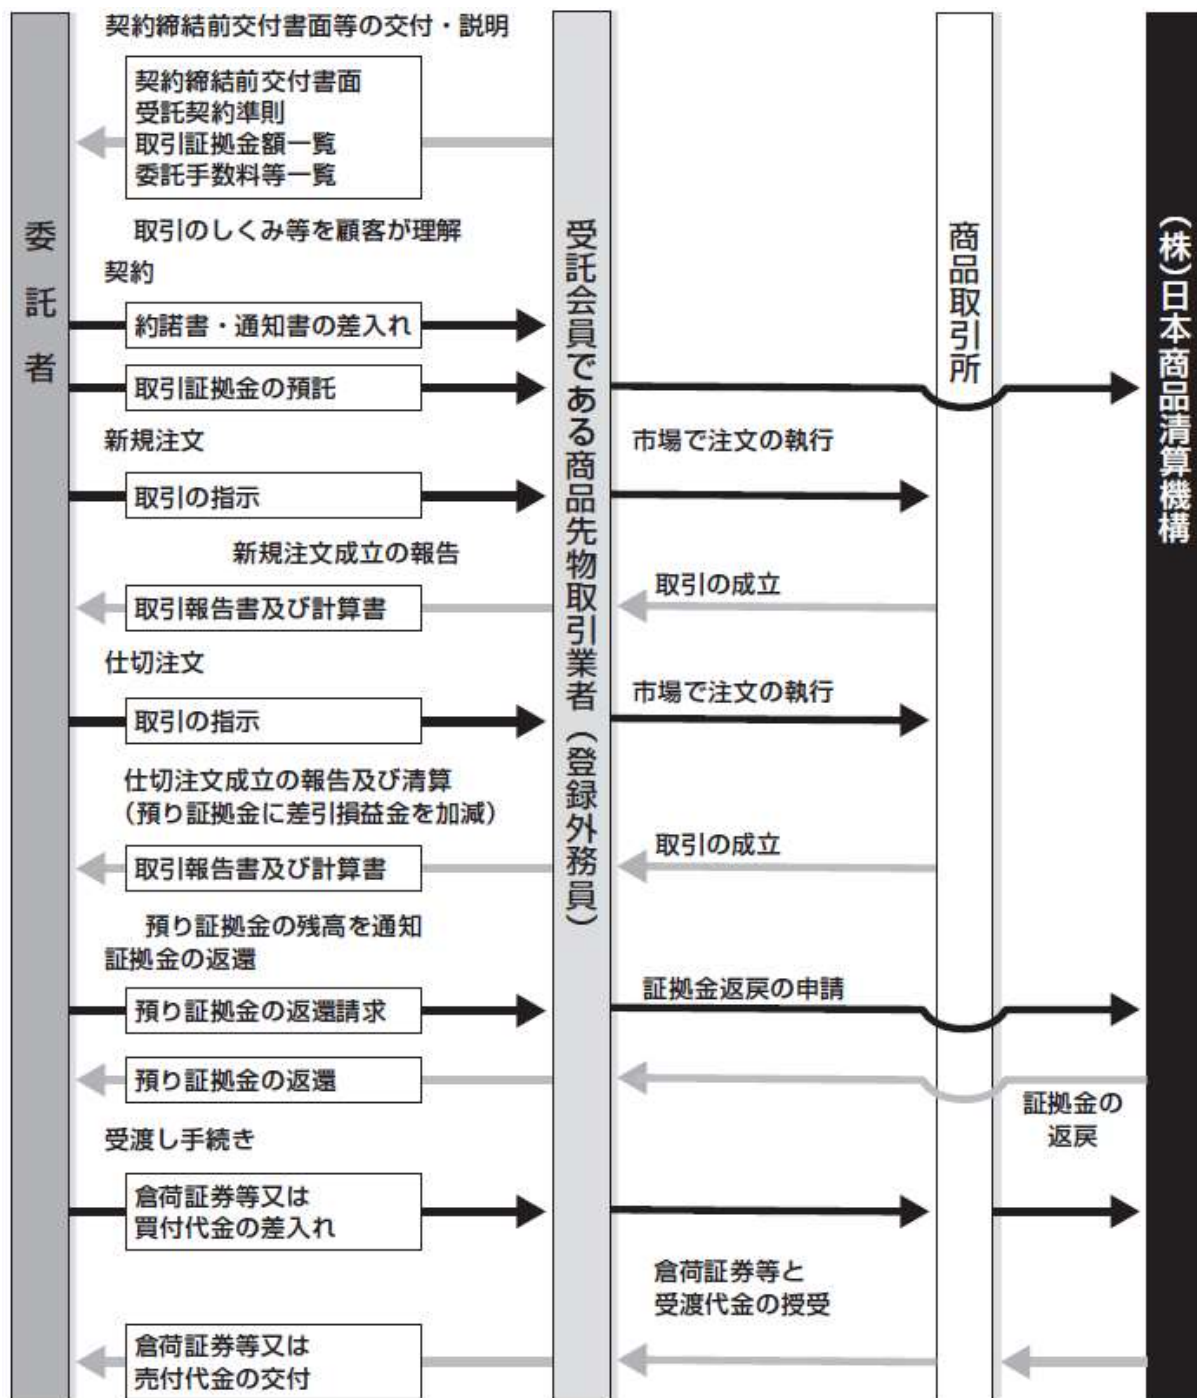 契約締結前交付書面等の交付・説明
契約締結前交付書面
受託契約準則
取引証拠金額一覧
委託手数料等一覧
取引のしくみ等を顧客が理解
契約
約諾書・通知書の差入れ
取引証拠金の預託
新規注文
市場で注文の執行
取引の指示
新規注文成立の報告
取引の成立
取引報告書及び計算書
仕切注文
市場で注文の執行
取引の指示
仕切注文成立の報告及び清算
（預り証拠金に差引損益金を加減）
取引の成立
取引報告書及び計算書
預り証拠金の残高を通知
証拠金の返還
証拠金返戻の申請
預り証拠金の返還請求
預り証拠金の返還
証拠金の
返戻
受渡し手続き
倉荷証券等又は
買付代金の差入れ
倉荷証券等と
受渡代金の授受
倉荷証券等又は
売付代金の交付
委託者
受託会員である商品先物取引業者（登録外務員）
商品取引所
（株）日本商品清算機構